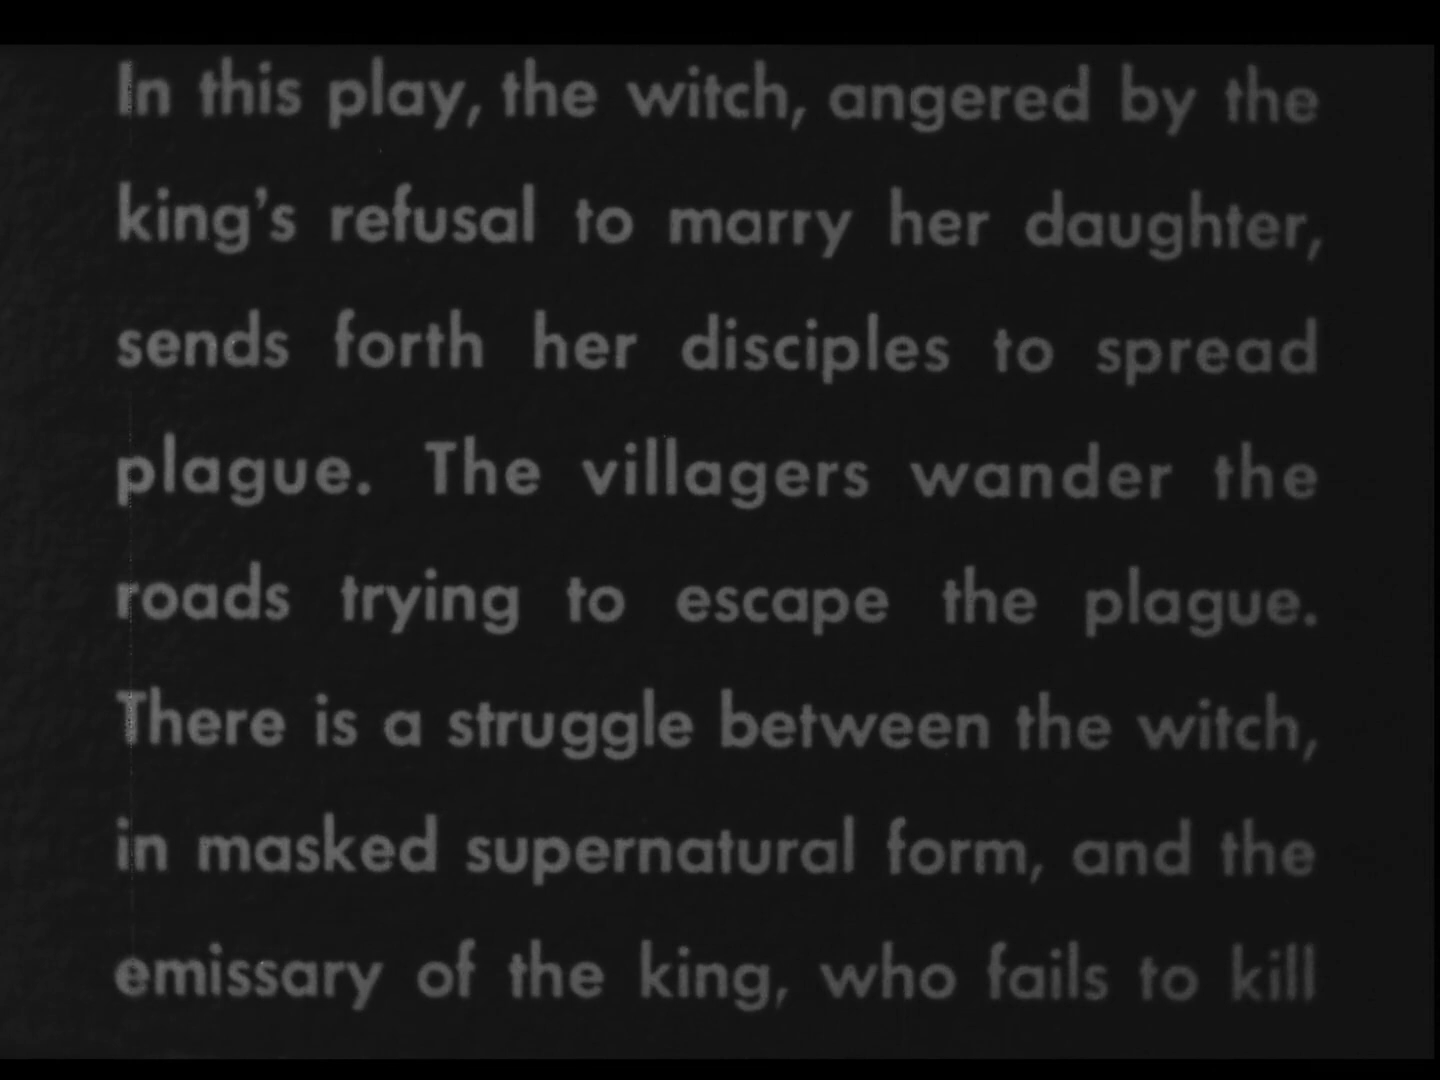 In this play, the witch, angered by the
king's refusal to marry her daughter,
sends forth her disciples to spread
plague. The villagers wander the
roads trying to escape the plague.
There is a struggle between the witch,
in masked supernatural form, and the
emissary of the king, who fails to kill